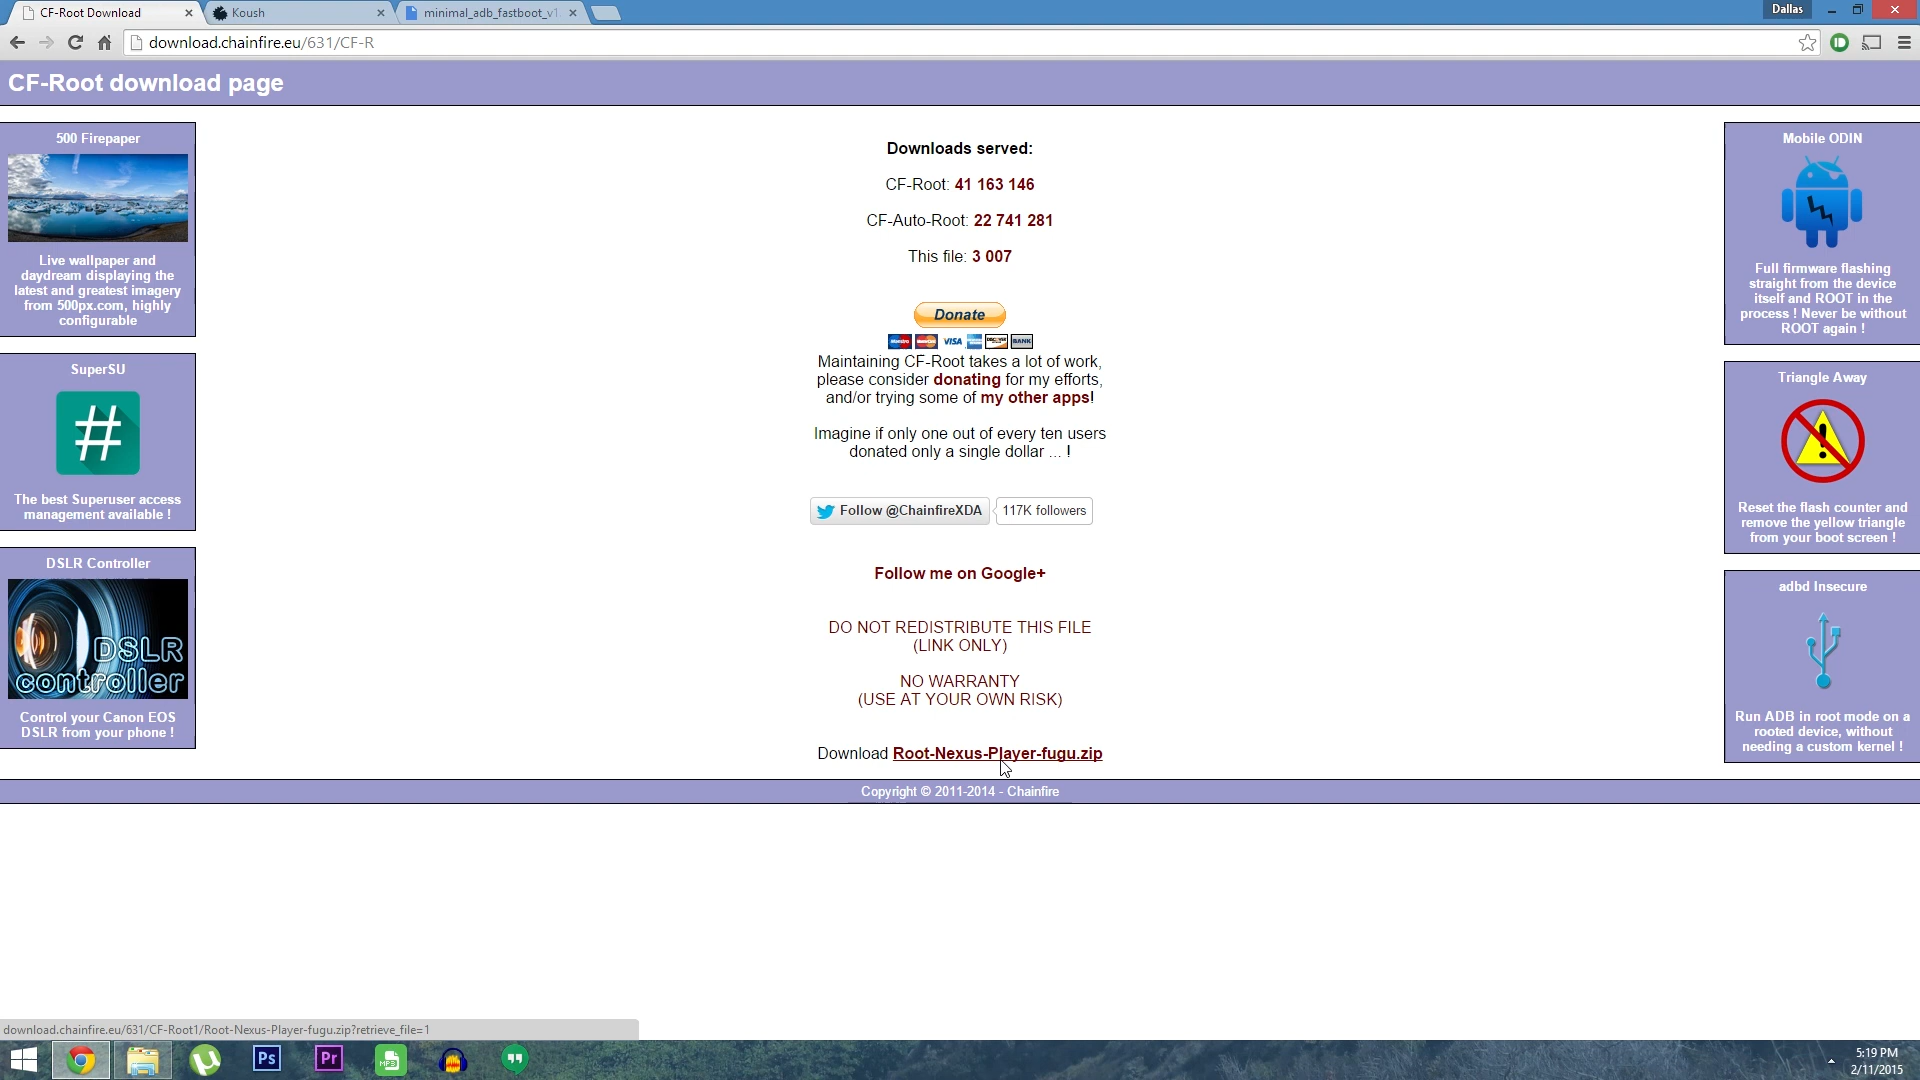 CF-Root Download
Koush
minimal_adb_fastboot_v1
Dallas
download.chainfire.eu/631/CF-R
CF-Root download page
500 Firepaper
Live wallpaper and
daydream displaying the
latest and greatest imagery
from 500px.com, highly
configurable
SuperSU
#
The best Superuser access
management available !
DSLR Controller
DSLR
controller
Control your Canon EOS
DSLR from your phone !
Downloads served:
CF-Root: 41 163 146
CF-Auto-Root: 22 741 281
This file: 3 007
Donate
VISA
BANK
Maintaining CF-Root takes a lot of work,
please consider donating for my efforts,
and/or trying some of my other apps!
Imagine if only one out of every ten users
donated only a single dollar ... !
Follow @ChainfireXDA
117K followers
Follow me on Google+
DO NOT REDISTRIBUTE THIS FILE
(LINK ONLY)
NO WARRANTY
(USE AT YOUR OWN RISK)
Download Root-Nexus-Player-fugu.zip
Mobile ODIN
Full firmware flashing
straight from the device
itself and ROOT in the
process ! Never be without
ROOT again !
Triangle Away
Reset the flash counter and
remove the yellow triangle
from your boot screen !
adbd Insecure
Run ADB in root mode on a
rooted device, without
needing a custom kernel !
Copyright © 2011-2014 - Chainfire
download.chainfire.eu/631/CF-Root1/Root-Nexus-Player-fugu.zip?retrieve_file=1
Ps
Pr
MP3
5:19 PM
2/11/2015